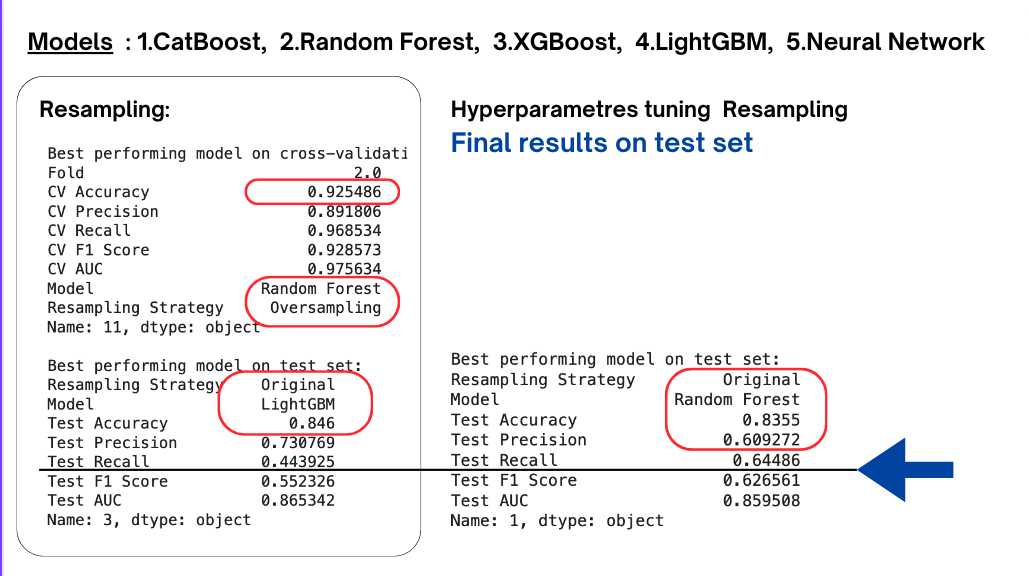 Models : 1.CatBoost, 2.Random Forest, 3.XGBoost, 4.LightGBM, 5.Neural Network
Resampling:
Best performing model on cross-validati
Fold 2.0
CV Accuracy 0.925486
CV Precision 0.891806
CV Recall 0.968534
CV F1 Score 0.928573
CV AUC 0.975634
Model Random Forest
Resampling Strategy Oversampling
Name: 11, dtype: object
Best performing model on test set:
Resampling Strategy Original
Model LightGBM
Test Accuracy 0.846
Test Precision 0.730769
Test Recall 0.443925
Test F1 Score 0.552326
Test AUC 0.865342
Name: 3, dtype: object
Hyperparametres tuning Resampling
Final results on test set
Best performing model on test set:
Resampling Strategy Original
Model Random Forest
Test Accuracy 0.8355
Test Precision 0.609272
Test Recall 0.64486
Test F1 Score 0.626561
Test AUC 0.859508
Name: 1, dtype: object